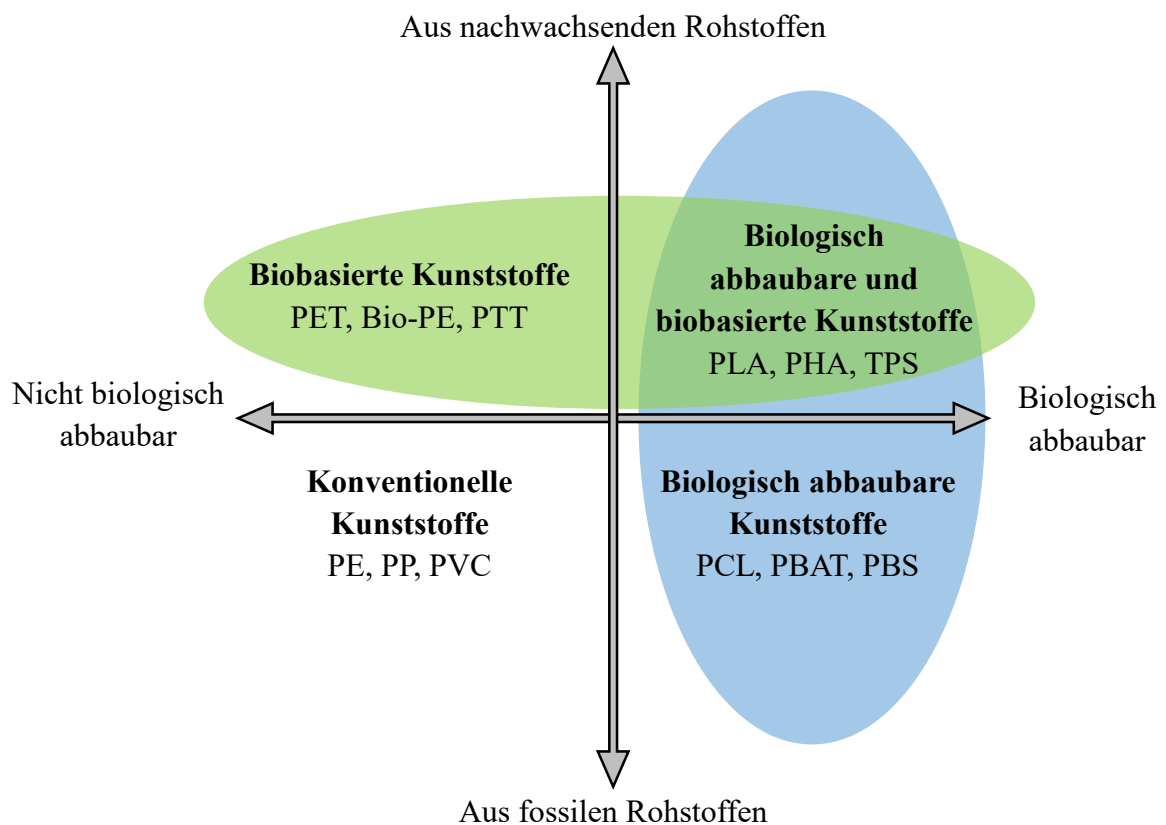 Aus nachwachsenden Rohstoffen
Biobasierte Kunststoffe
PET, Bio-PE, PTT
Biologisch
abbaubare und
biobasierte Kunststoffe
PLA, PHA, TPS
Nicht biologisch
abbaubar
Biologisch
abbaubar
Konventionelle
Kunststoffe
PE, PP, PVC
Biologisch abbaubare
Kunststoffe
PCL, PBAT, PBS
Aus fossilen Rohstoffen